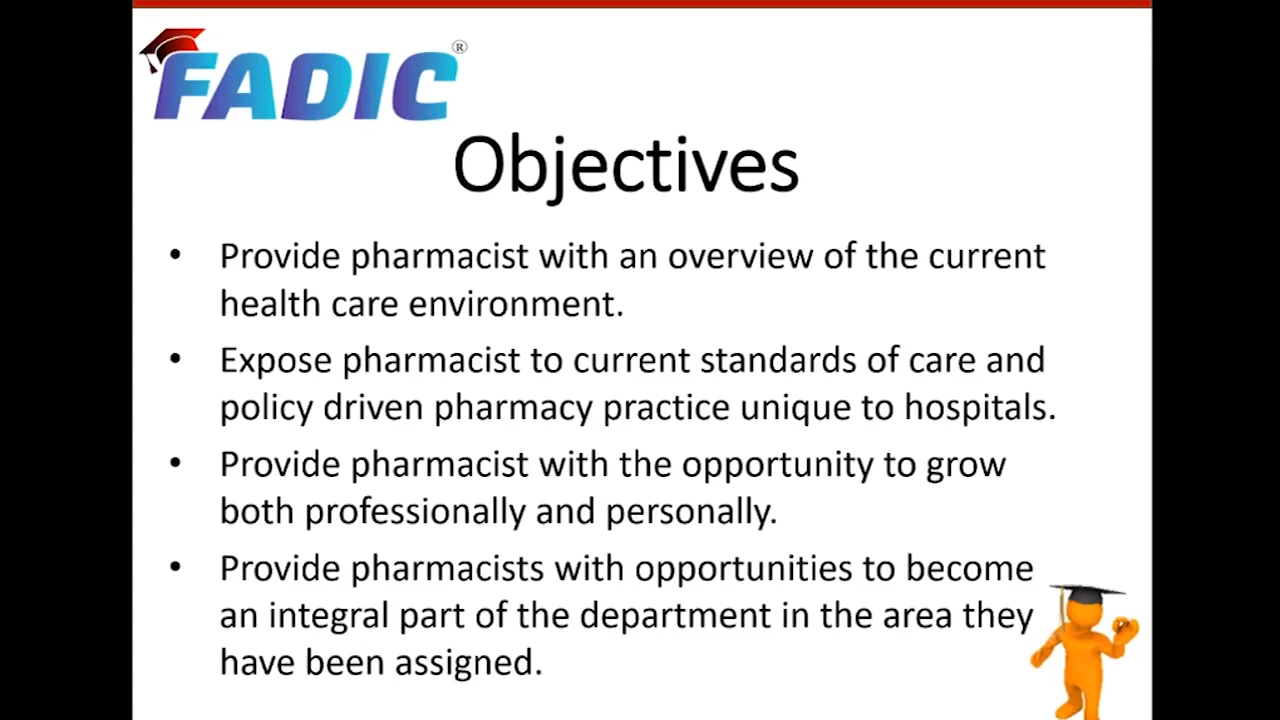 FADIC®
Objectives
• Provide pharmacist with an overview of the current
health care environment.
• Expose pharmacist to current standards of care and
policy driven pharmacy practice unique to hospitals.
• Provide pharmacist with the opportunity to grow
both professionally and personally.
• Provide pharmacists with opportunities to become
an integral part of the department in the area they
have been assigned.